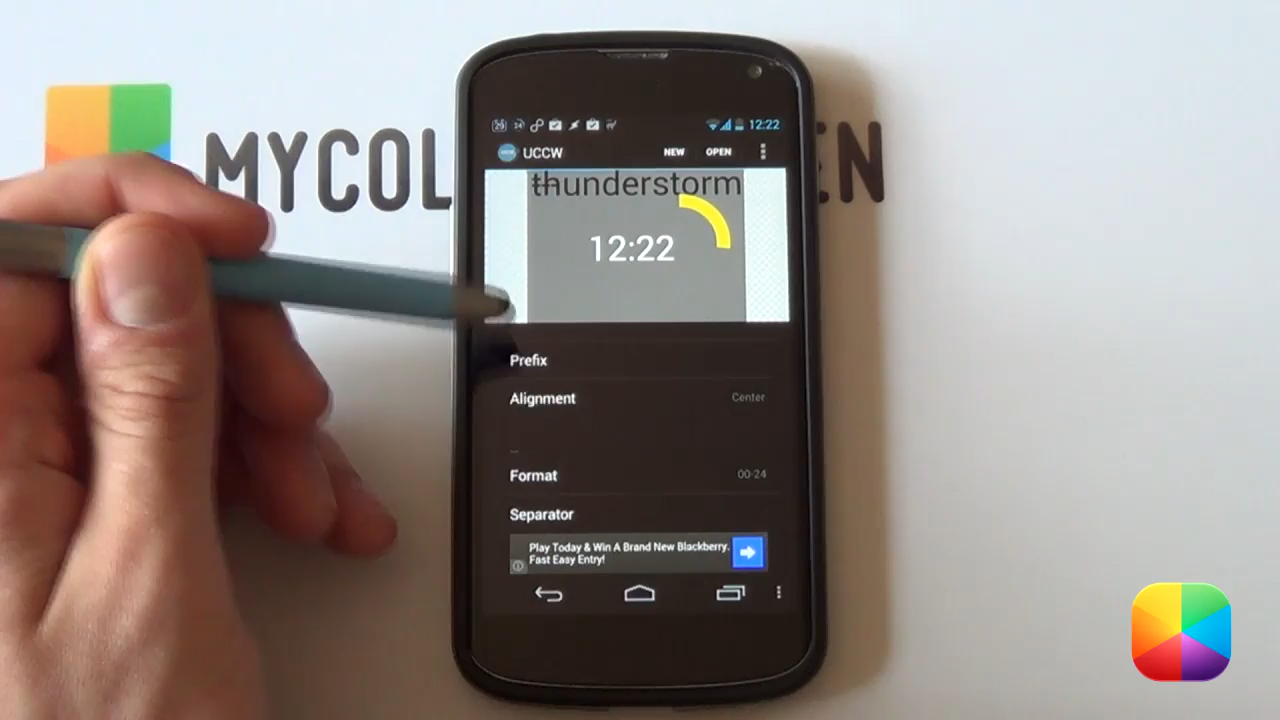 MYCOL
EN
12:22
UCCW
NEW
OPEN
thunderstorm
12:22
Prefix
Alignment
Center
Format
00-24
Separator
Play Today & Win A Brand New Blackberry.
Fast Easy Entry!